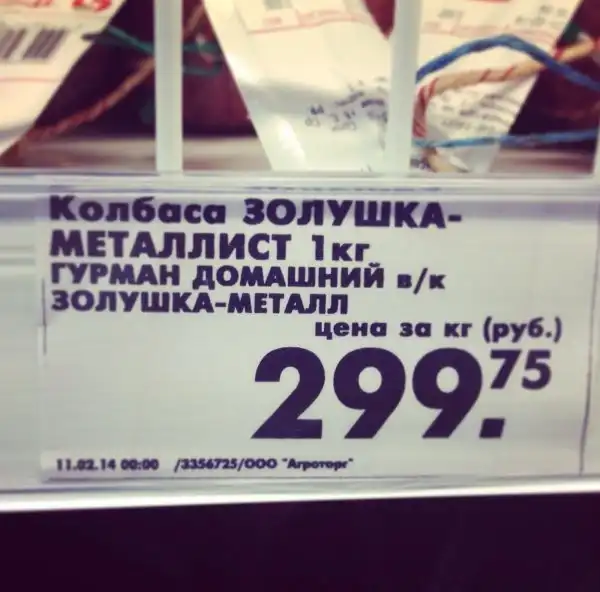 Колбаса ЗОЛУШКА-
МЕТАЛЛИСТ 1кг
ГУРМАН ДОМАШНИЙ в/к
ЗОЛУШКА-МЕТАЛЛ
цена за кг (руб.)
299.75
11.02.14 00:00 /3356725/ООО "Агроторг"